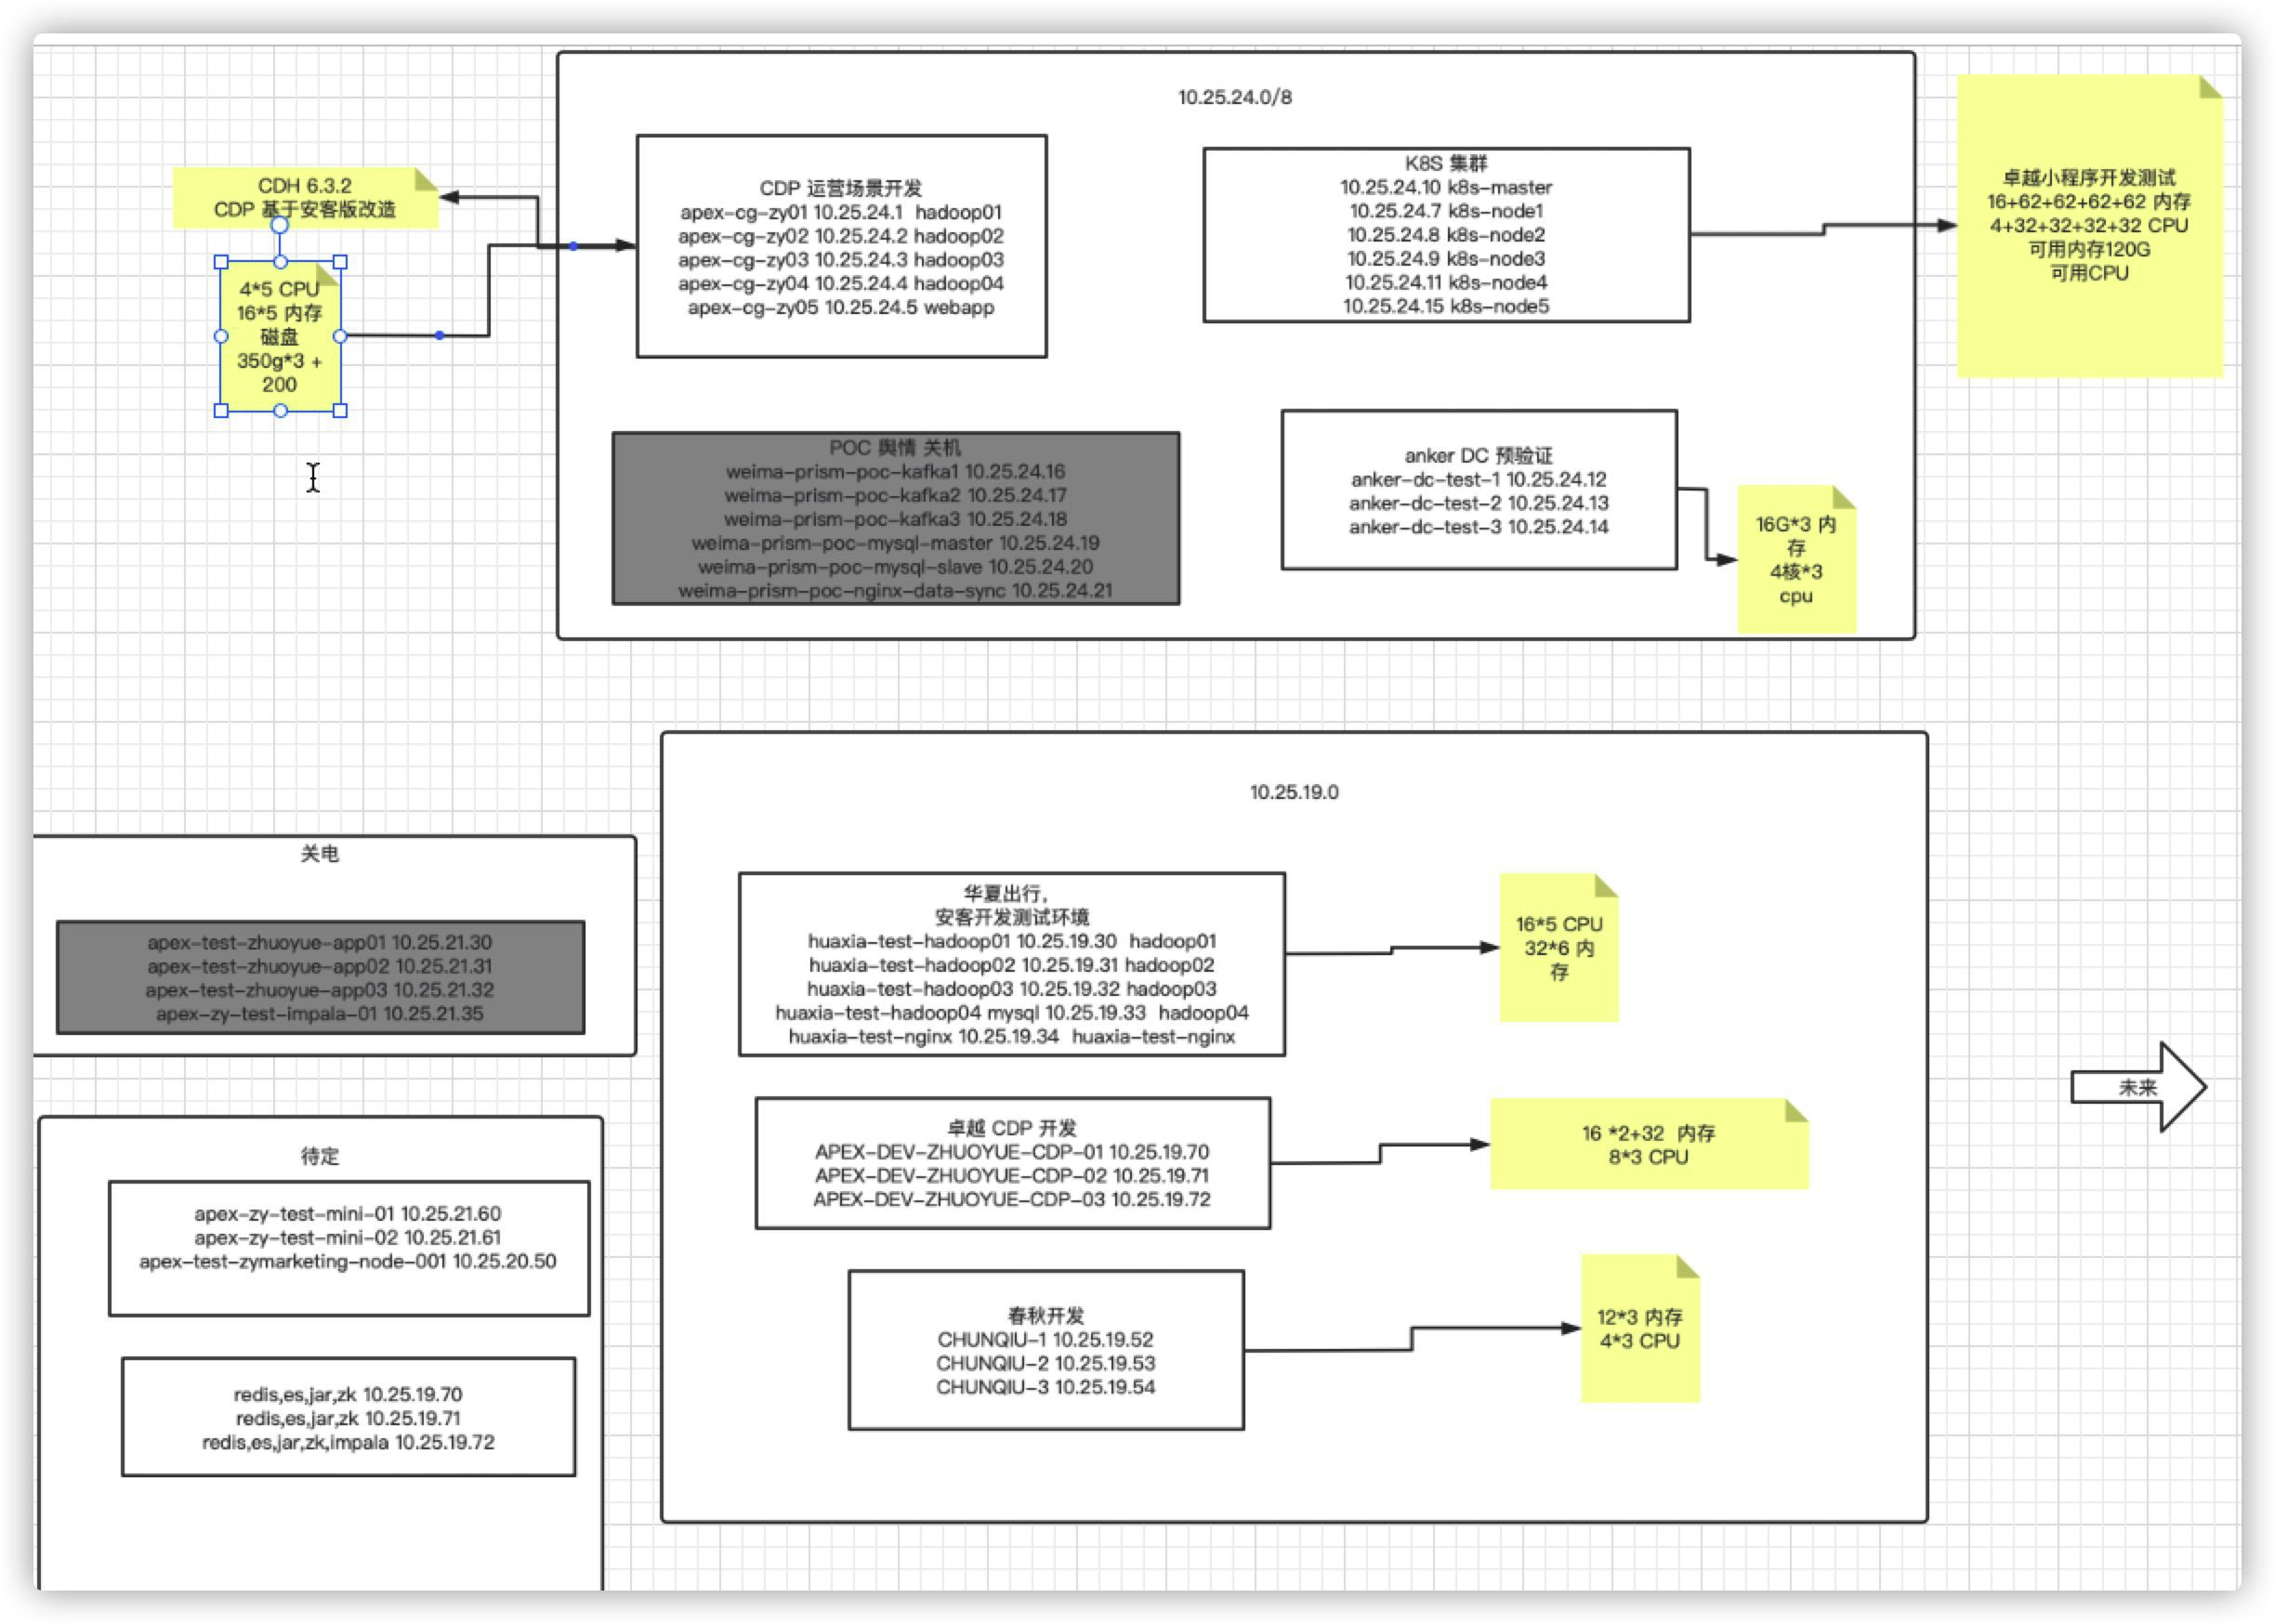 10.25.24.0/8
CDH 6.3.2
CDP 基于安客版改造
4*5 CPU
16*5 内存
磁盘
350g*3 +
200
CDP 运营场景开发
apex-cg-zy01 10.25.24.1  hadoop01
apex-cg-zy02 10.25.24.2 hadoop02
apex-cg-zy03 10.25.24.3 hadoop03
apex-cg-zy04 10.25.24.4 hadoop04
apex-cg-zy05 10.25.24.5 webapp
K8S 集群
10.25.24.10 k8s-master
10.25.24.7 k8s-node1
10.25.24.8 k8s-node2
10.25.24.9 k8s-node3
10.25.24.11 k8s-node4
10.25.24.15 k8s-node5
卓越小程序开发测试
16+62+62+62+62 内存
4+32+32+32+32 CPU
可用内存120G
可用CPU
POC 舆情 关机
weima-prism-poc-kafka1 10.25.24.16
weima-prism-poc-kafka2 10.25.24.17
weima-prism-poc-kafka3 10.25.24.18
weima-prism-poc-mysql-master 10.25.24.19
weima-prism-poc-mysql-slave 10.25.24.20
weima-prism-poc-nginx-data-sync 10.25.24.21
anker DC 预验证
anker-dc-test-1 10.25.24.12
anker-dc-test-2 10.25.24.13
anker-dc-test-3 10.25.24.14
16G*3 内
存
4核*3
cpu
10.25.19.0
关电
apex-test-zhuoyue-app01 10.25.21.30
apex-test-zhuoyue-app02 10.25.21.31
apex-test-zhuoyue-app03 10.25.21.32
apex-zy-test-impala-01 10.25.21.35
华夏出行,
安客开发测试环境
huaxia-test-hadoop01 10.25.19.30  hadoop01
huaxia-test-hadoop02 10.25.19.31 hadoop02
huaxia-test-hadoop03 10.25.19.32 hadoop03
huaxia-test-hadoop04 mysql 10.25.19.33  hadoop04
huaxia-test-nginx 10.25.19.34  huaxia-test-nginx
16*5 CPU
32*6 内
存
未来
待定
apex-zy-test-mini-01 10.25.21.60
apex-zy-test-mini-02 10.25.21.61
apex-test-zymarketing-node-001 10.25.20.50
卓越 CDP 开发
APEX-DEV-ZHUOYUE-CDP-01 10.25.19.70
APEX-DEV-ZHUOYUE-CDP-02 10.25.19.71
APEX-DEV-ZHUOYUE-CDP-03 10.25.19.72
16 *2+32  内存
8*3 CPU
春秋开发
CHUNQIU-1 10.25.19.52
CHUNQIU-2 10.25.19.53
CHUNQIU-3 10.25.19.54
12*3 内存
4*3 CPU
redis,es,jar,zk 10.25.19.70
redis,es,jar,zk 10.25.19.71
redis,es,jar,zk,impala 10.25.19.72